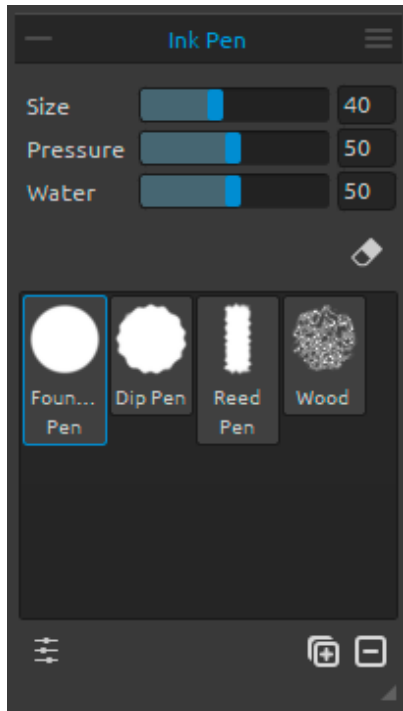 Ink Pen
Size 40
Pressure 50
Water 50
Foun... Pen
Dip Pen
Reed Pen
Wood